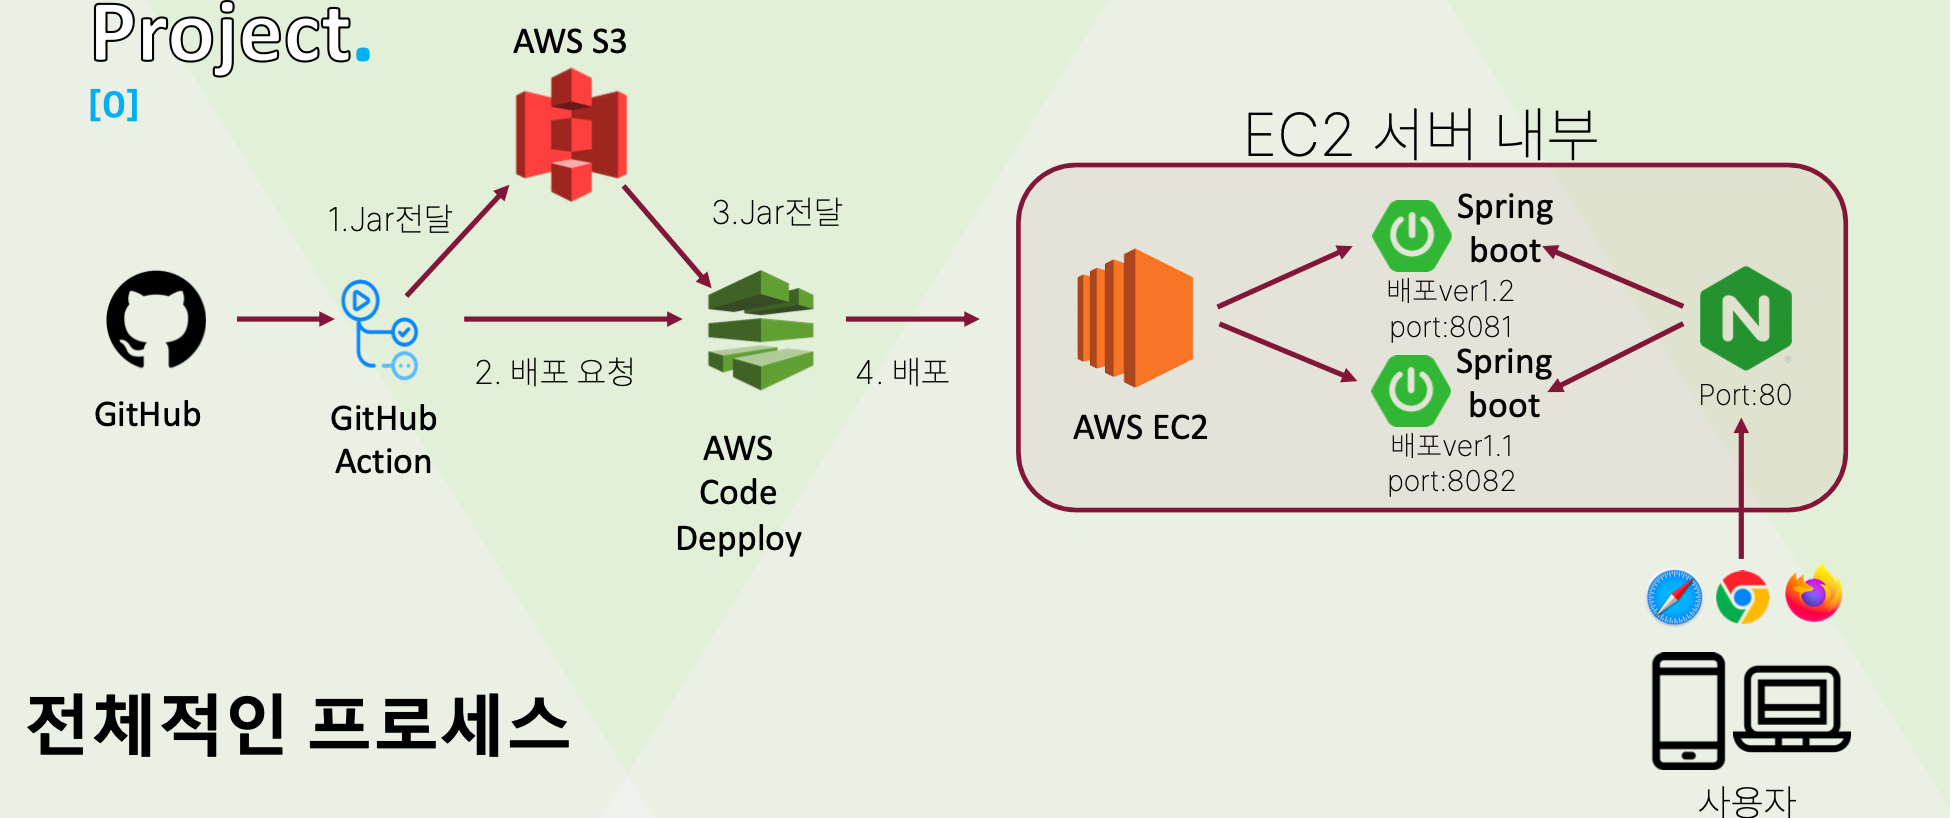 Project.
[0]
AWS S3
1.Jar전달
3.Jar전달
GitHub
GitHub
Action
2. 배포 요청
AWS
Code
Depploy
4. 배포
EC2 서버 내부
AWS EC2
Spring
boot
배포ver1.2
port:8081
Spring
boot
배포ver1.1
port:8082
N
Port:80
사용자
전체적인 프로세스